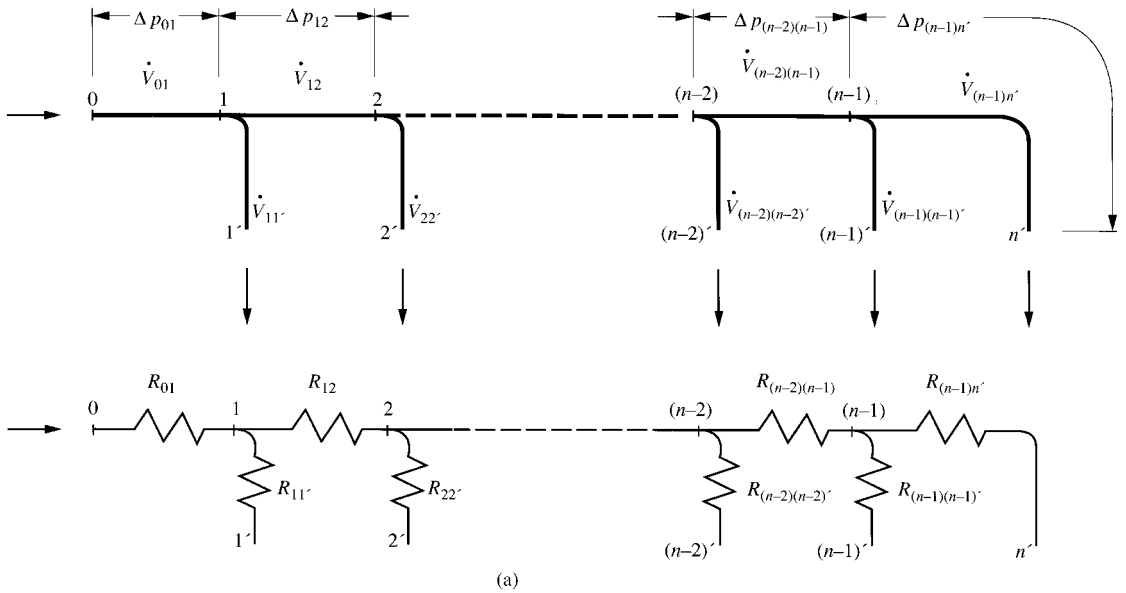 Δ p₀₁ Δ p₁₂ Δ p₍ₙ₋₂₎₍ₙ₋₁₎ Δ p₍ₙ₋₁₎ₙ′
V̇₀₁ V̇₁₂ V̇₍ₙ₋₂₎₍ₙ₋₁₎ V̇₍ₙ₋₁₎ₙ′
0 1 2 (n–2) (n–1)
V̇₁₁′ V̇₂₂′ V̇₍ₙ₋₂₎₍ₙ₋₂₎′ V̇₍ₙ₋₁₎₍ₙ₋₁₎′
1′ 2′ (n–2)′ (n–1)′ n′
R₀₁ R₁₂ R₍ₙ₋₂₎₍ₙ₋₁₎ R₍ₙ₋₁₎ₙ′
0 1 2 (n–2) (n–1)
R₁₁′ R₂₂′ R₍ₙ₋₂₎₍ₙ₋₂₎′ R₍ₙ₋₁₎₍ₙ₋₁₎′
1′ 2′ (n–2)′ (n–1)′ n′
(a)